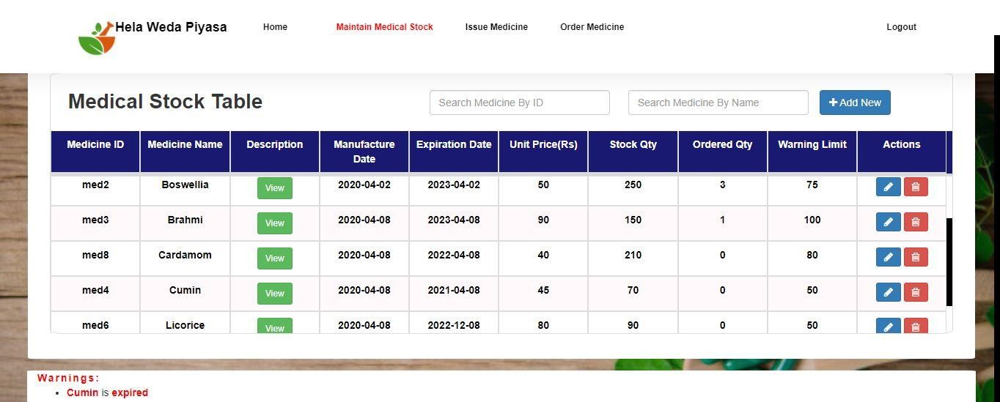 Hela Weda Piyasa Home Maintain Medical Stock Issue Medicine Order Medicine Logout
Medical Stock Table Search Medicine By ID Search Medicine By Name + Add New
Medicine ID Medicine Name Description Manufacture Date Expiration Date Unit Price(Rs) Stock Qty Ordered Qty Warning Limit Actions
med2 Boswellia View 2020-04-02 2023-04-02 50 250 3 75
med3 Brahmi View 2020-04-08 2023-04-08 90 150 1 100
med8 Cardamom View 2020-04-08 2022-04-08 40 210 0 80
med4 Cumin View 2020-04-08 2021-04-08 45 70 0 50
med6 Licorice View 2020-04-08 2022-12-08 80 90 0 50
Warnings:
• Cumin is expired